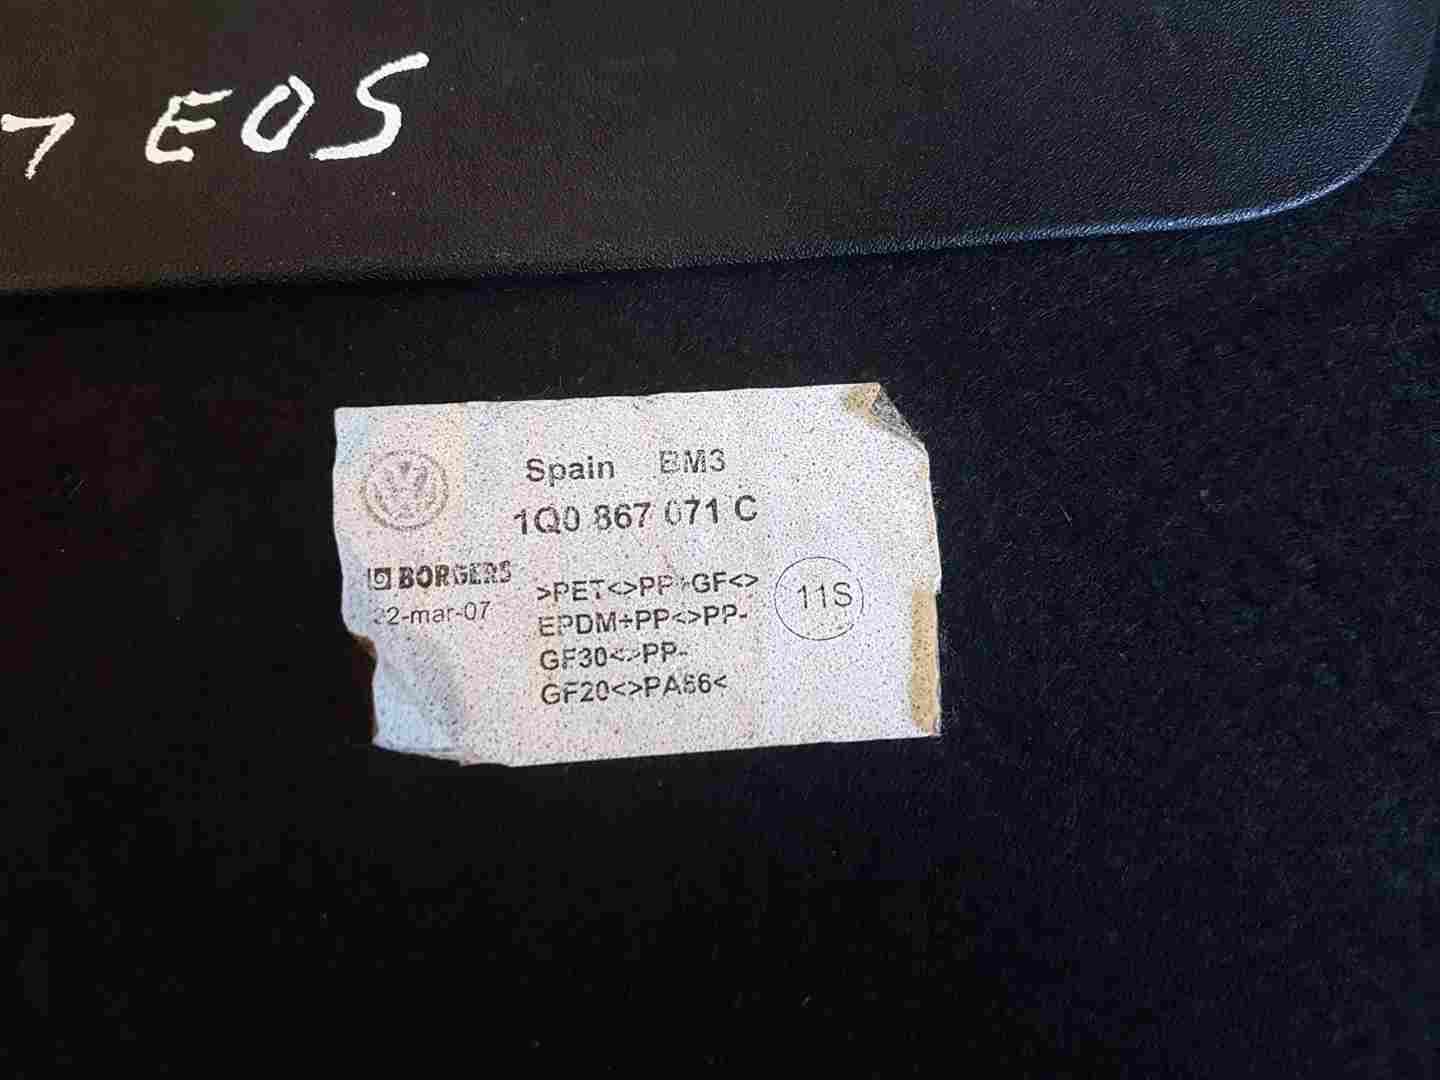 7 EOS
Spain BM3
1Q0 867 071 C
BORGERS
22-mar-07
>PET<>PP+GF<>
EPDM+PP<>PP-
GF30<>PP-
GF20<>PA66<
11S